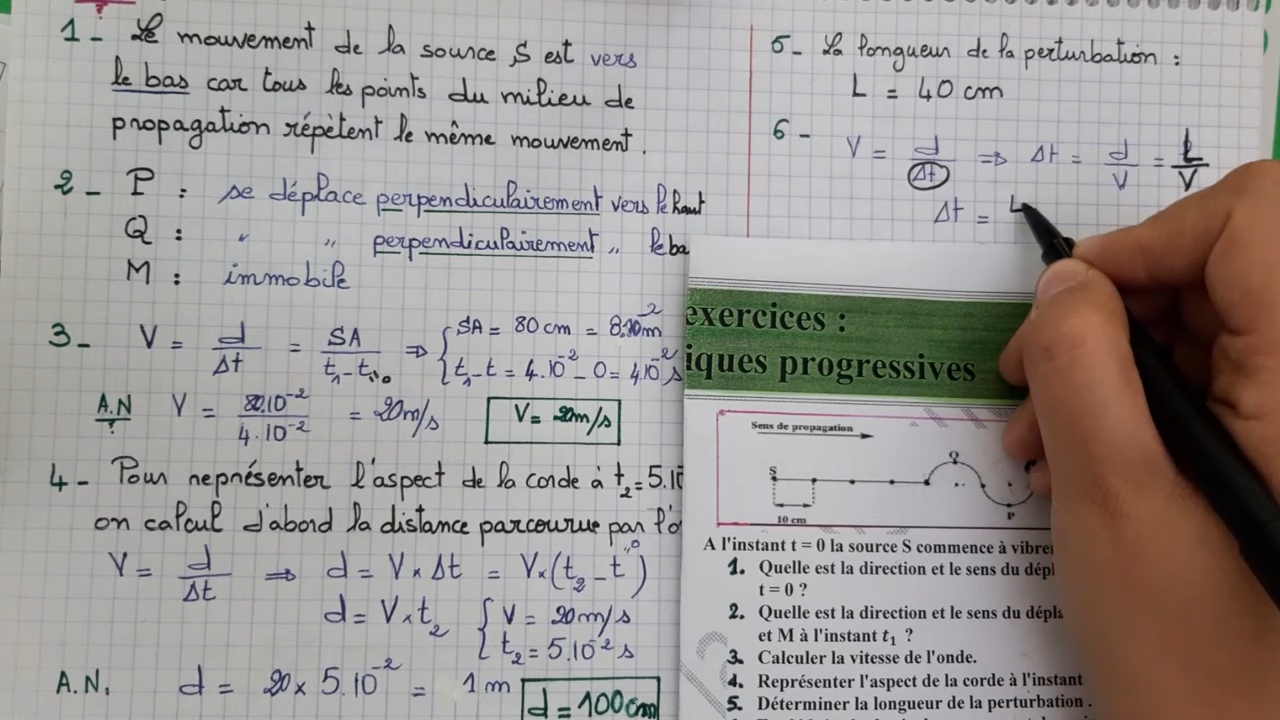 1- Le mouvement de la source S est vers
le bas car tous les points du milieu de
propagation répètent le même mouvement.
2- P : se déplace perpendiculairement vers le haut
Q : " " perpendiculairement " le ba
M : immobile
3- V = d/Δt = SA/(t₁-t₀) ⇒ { SA = 80 cm = 80.10⁻² m
t₁-t = 4.10⁻² - 0 = 4.10⁻² s
A.N V = 80.10⁻²/4.10⁻² = 20m/s V = 20m/s
4- Pour représenter l'aspect de la corde à t₂ = 5.10
on calcul d'abord la distance parcourue par l'o
V = d/Δt ⇒ d = V × Δt = V×(t₂-t)
d = V×t₂ { V = 20m/s
t₂ = 5.10⁻² s
A.N. d = 20 × 5.10⁻² = 1 m d = 100cm
5- La longueur de la perturbation :
L = 40 cm
6- V = d/Δt ⇒ Δt = d/V = L/V
Δt = L
exercices :
iques progressives
Sens de propagation
S
Q
P
10 cm
A l'instant t = 0 la source S commence à vibre
1. Quelle est la direction et le sens du dépl
t = 0 ?
2. Quelle est la direction et le sens du dépla
et M à l'instant t₁ ?
3. Calculer la vitesse de l'onde.
4. Représenter l'aspect de la corde à l'instant
5. Déterminer la longueur de la perturbation .